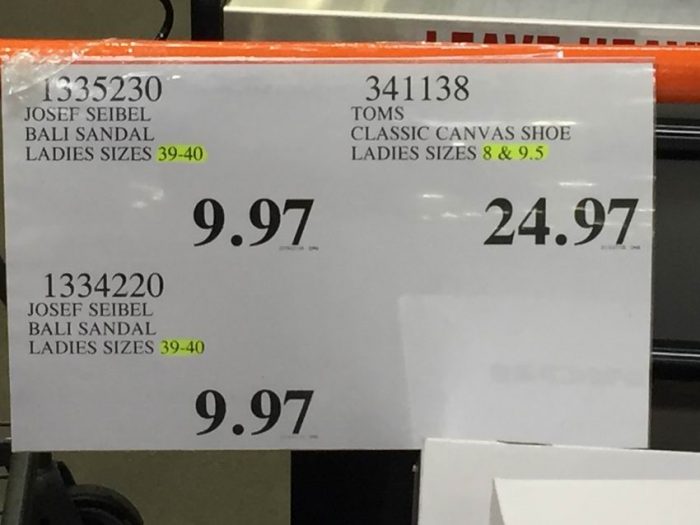 1335230
JOSEF SEIBEL
BALI SANDAL
LADIES SIZES 39-40
9.97
341138
TOMS
CLASSIC CANVAS SHOE
LADIES SIZES 8 & 9.5
24.97
1334220
JOSEF SEIBEL
BALI SANDAL
LADIES SIZES 39-40
9.97